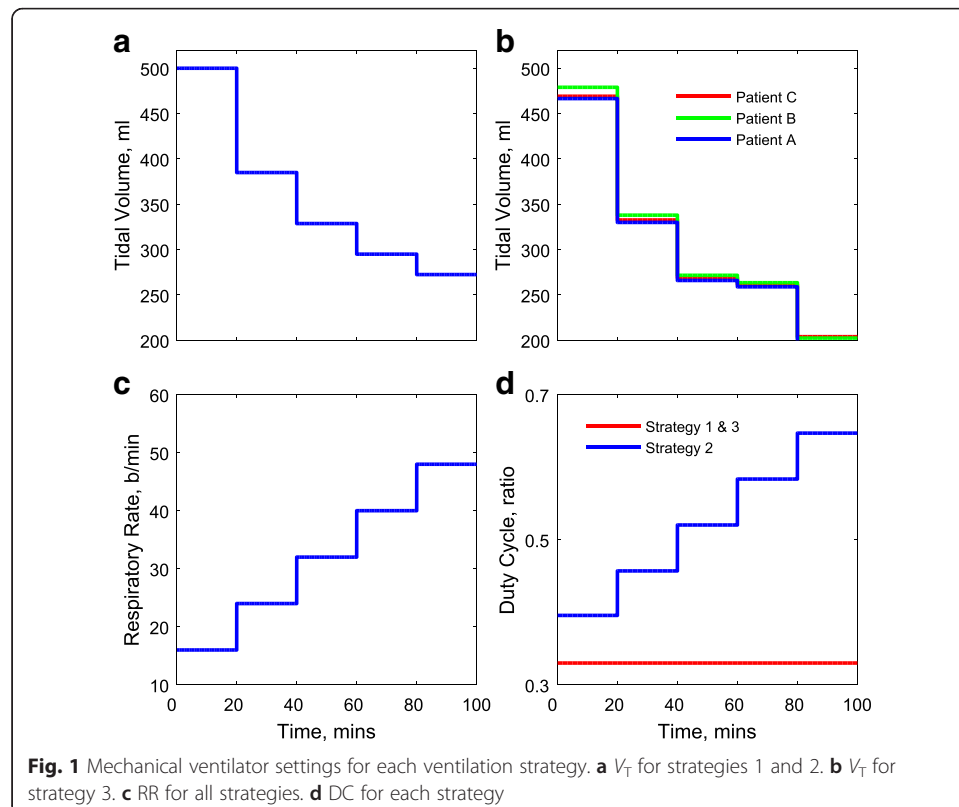 a
500
450
400
350
300
250
200
Tidal Volume, ml
b
500
450
400
350
300
250
200
Tidal Volume, ml
Patient C
Patient B
Patient A
c
60
50
40
30
20
10
Respiratory Rate, b/min
0 20 40 60 80 100
Time, mins
d
0.7
0.5
0.3
Duty Cycle, ratio
Strategy 1 & 3
Strategy 2
0 20 40 60 80 100
Time, mins
Fig. 1 Mechanical ventilator settings for each ventilation strategy. a VT for strategies 1 and 2. b VT for
strategy 3. c RR for all strategies. d DC for each strategy